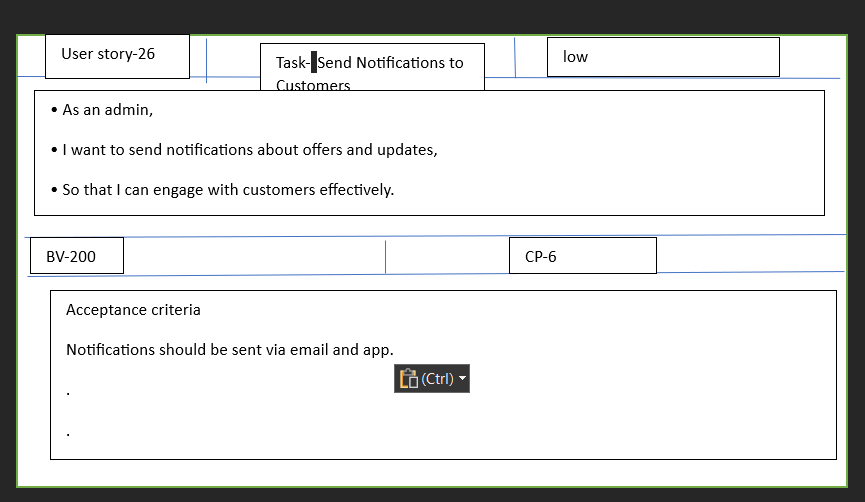 User story-26
Task- Send Notifications to
Customers
low
• As an admin,
• I want to send notifications about offers and updates,
• So that I can engage with customers effectively.
BV-200
CP-6
Acceptance criteria
Notifications should be sent via email and app.
.
.
(Ctrl)